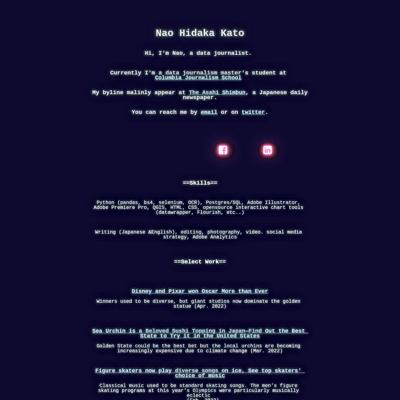 Nao Hidaka Kato
Hi, I'm Nao, a data journalist.
Currently I'm a data journalism master's student at
Columbia Journalism School
My byline malinly appear at The Asahi Shimbun, a Japanese daily
newspaper.
You can reach me by email or on twitter.
==Skills==
Python (pandas, bs4, selenium, OCR), Postgres/SQL, Adobe Illustrator,
Adobe Premiere Pro, QGIS, HTML, CSS, opensource interactive chart tools
(datawrapper, Flourish, etc..)
Writing (Japanese &English), editing, photography, video. social media
strategy, Adobe Analytics
==Select Work==
Disney and Pixar won Oscar More than Ever
Winners used to be diverse, but giant studios now dominate the golden
statue (Apr. 2022)
Sea Urchin is a Beloved Sushi Topping in Japan—Find Out the Best
State to Try it in the United States
Golden State could be the best bet but the local urchins are becoming
increasingly expensive due to climate change (Mar. 2022)
Figure skaters now play diverse songs on ice. See top skaters'
choice of music
Classical music used to be standard skating songs. The men's figure
skating programs at this year's Olympics were particularly musically
eclectic
(Feb. 2022)